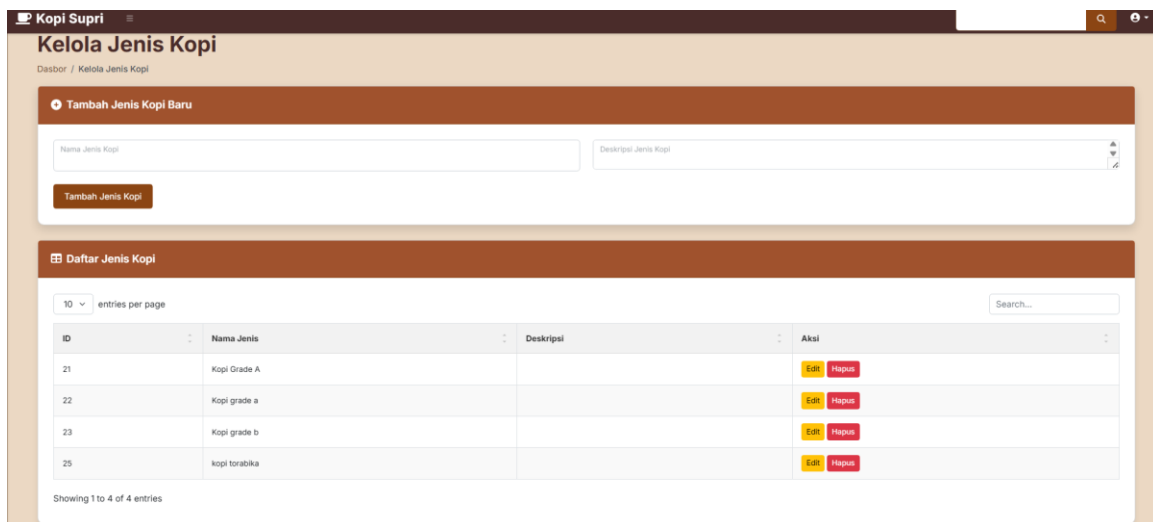 Kopi Supri
Kelola Jenis Kopi
Dasbor / Kelola Jenis Kopi
Tambah Jenis Kopi Baru
Nama Jenis Kopi Deskripsi Jenis Kopi
Tambah Jenis Kopi
Daftar Jenis Kopi
10 entries per page Search...
ID Nama Jenis Deskripsi Aksi
21 Kopi Grade A Edit Hapus
22 Kopi grade a Edit Hapus
23 Kopi grade b Edit Hapus
25 kopi torabika Edit Hapus
Showing 1 to 4 of 4 entries